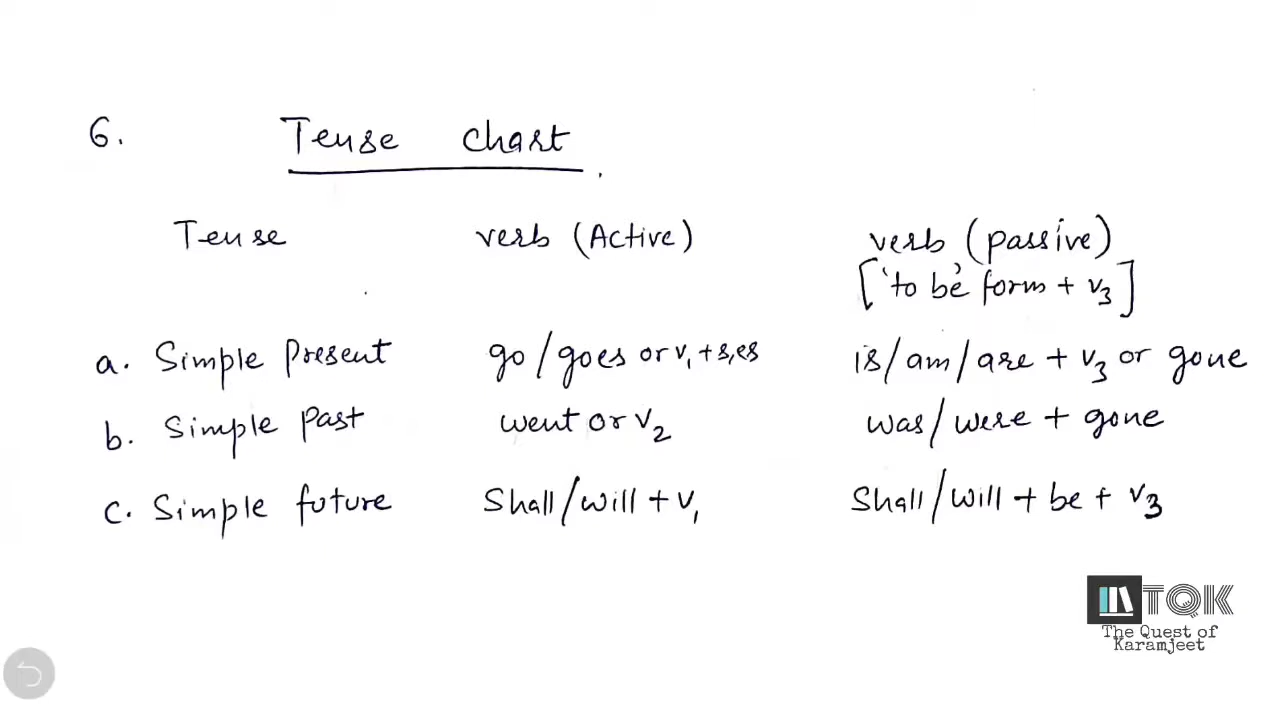 6. Tense chart
Tense verb (Active) verb (passive)
['to be' form + v3]
a. Simple present go/goes or v1 + s,es is/am/are + v3 or gone
b. Simple past went or v2 was/were + gone
c. Simple future Shall/will + v1 Shall/will + be + v3
TQK
The Quest of
Karamjeet